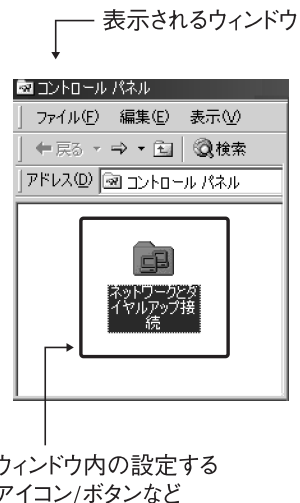 表示されるウィンドウ
コントロール パネル
ファイル(F) 編集(E) 表示(V)
戻る 検索
アドレス(D) コントロール パネル
ネットワークとダ
イヤルアップ接
続
ウィンドウ内の設定する
アイコン/ボタンなど